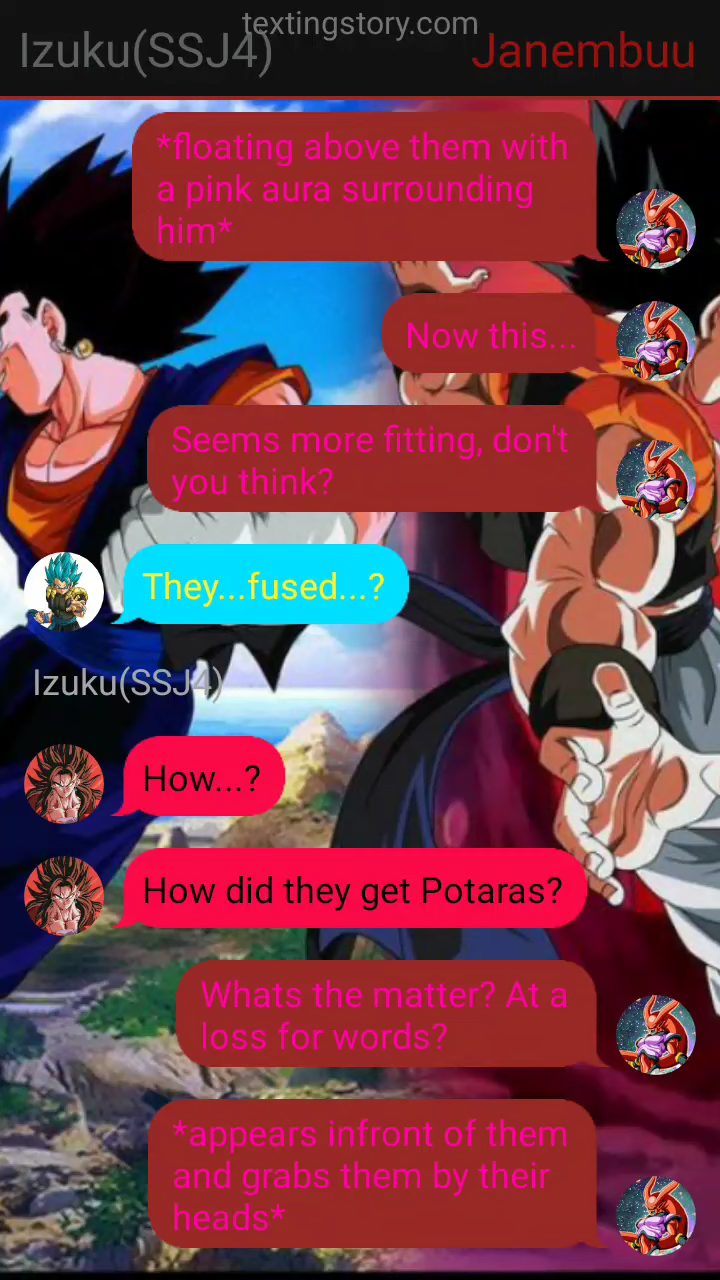 textingstory.com
Izuku(SSJ4)
Janembuu
*floating above them with
a pink aura surrounding
him*
Now this...
Seems more fitting, don't
you think?
They...fused...?
Izuku(SSJ4)
How...?
How did they get Potaras?
Whats the matter? At a
loss for words?
*appears infront of them
and grabs them by their
heads*